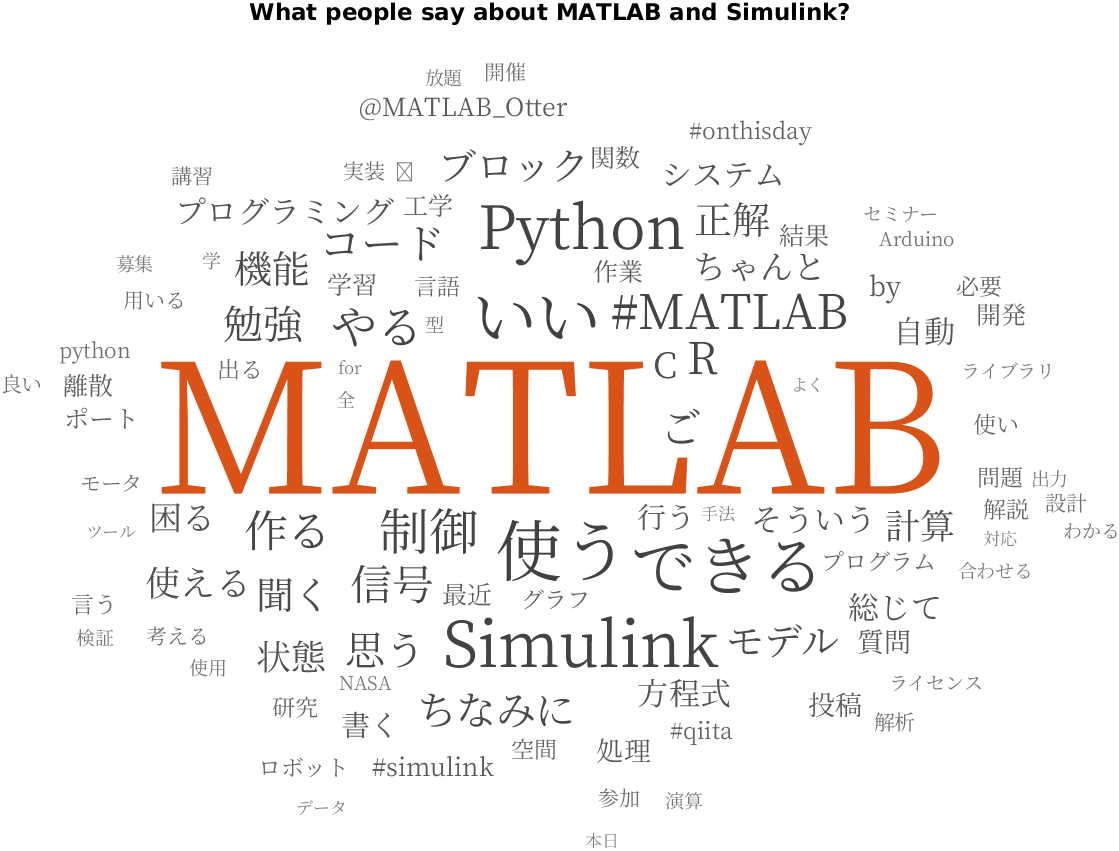 What people say about MATLAB and Simulink?
放題
開催
@MATLAB_Otter
#onthisday
実装
ブロック
関数
システム
講習
プログラミング
工学
Python
正解
結果
セミナー
Arduino
コード
募集
学
機能
学習
言語
作業
ちゃんと
by
必要
用いる
勉強
やる
型
いい
#MATLAB
自動
開発
python
出る
for
C
R
よく
ライブラリ
良い
離散
全
ポート
MATLAB
ご
使い
モータ
問題
出力
困る
作る
制御
使う
行う
手法
そういう
計算
解説
設計
ツール
できる
対応
わかる
使える
聞く
信号
最近
グラフ
プログラム
合わせる
言う
総じて
検証
考える
状態
思う
Simulink
モデル
質問
使用
NASA
方程式
ライセンス
研究
書く
ちなみに
#qiita
投稿
解析
ロボット
#simulink
空間
処理
データ
参加
演算
本日